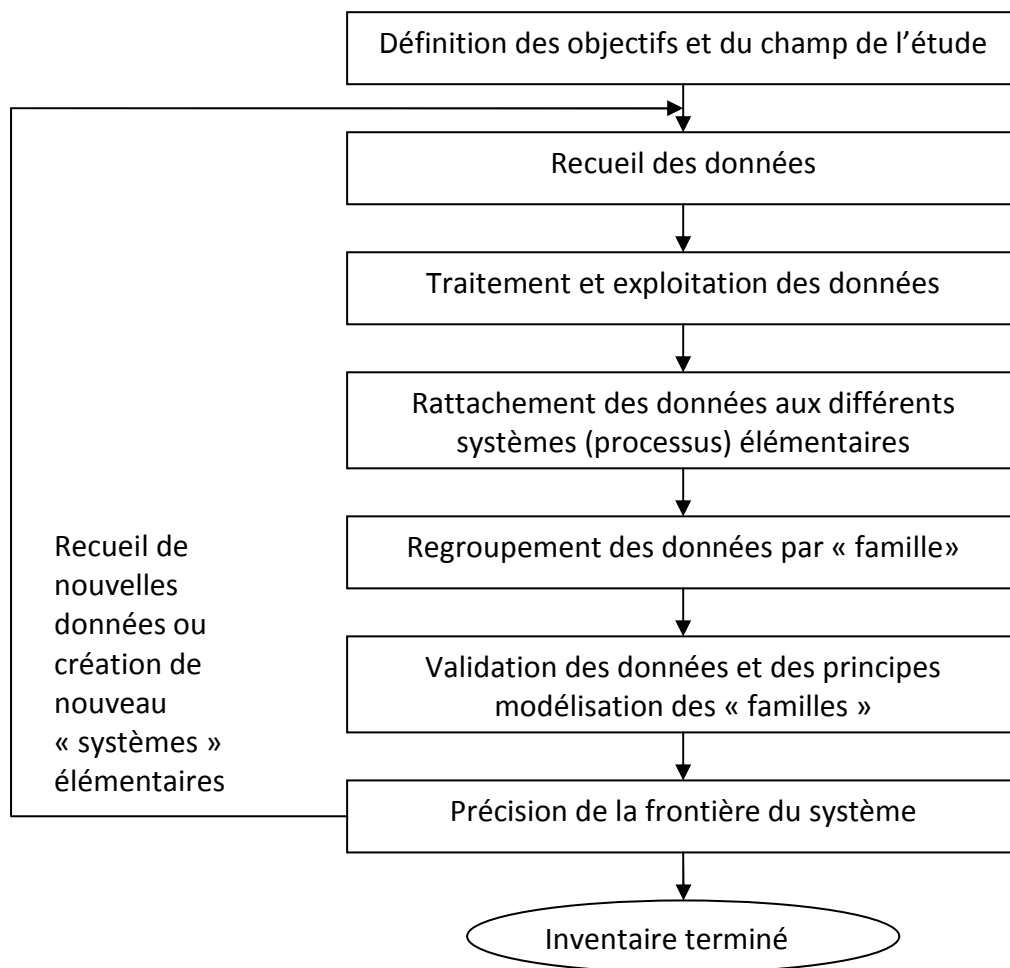 Définition des objectifs et du champ de l’étude
Recueil des données
Traitement et exploitation des données
Rattachement des données aux différents
systèmes (processus) élémentaires
Regroupement des données par « famille»
Validation des données et des principes
modélisation des « familles »
Précision de la frontière du système
Inventaire terminé
Recueil de
nouvelles
données ou
création de
nouveau
« systèmes »
élémentaires